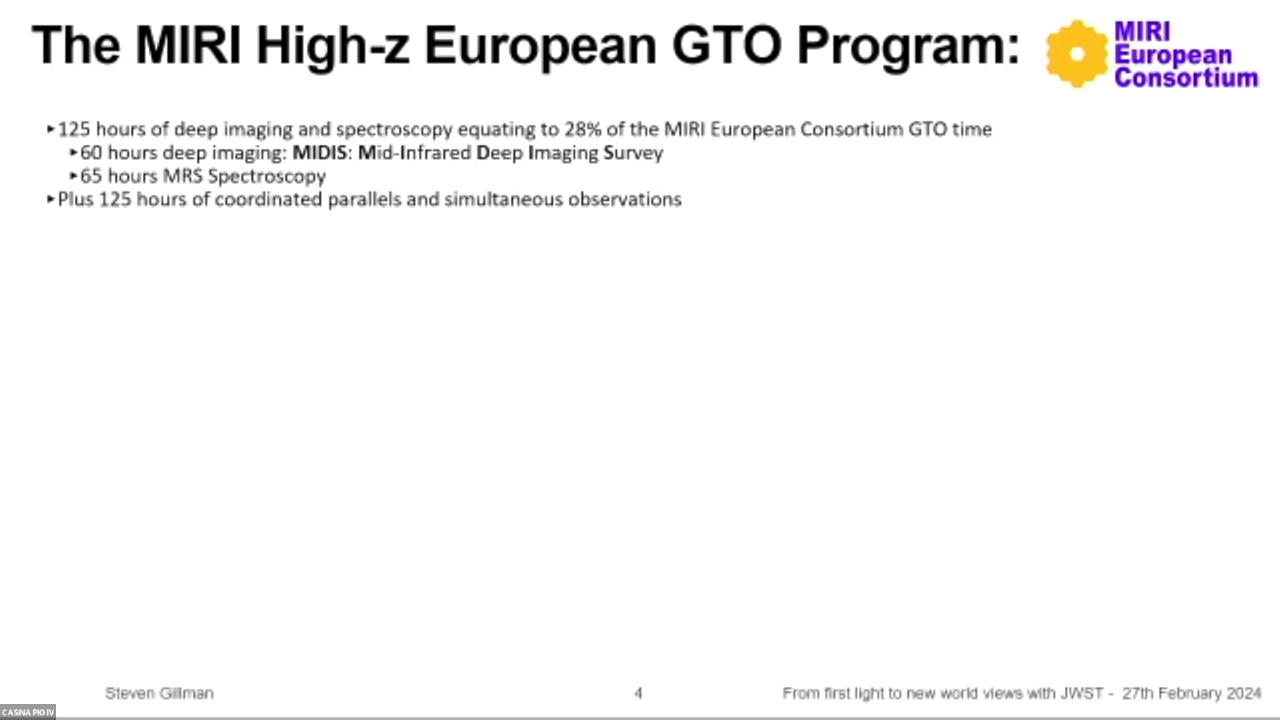 The MIRI High-z European GTO Program:
MIRI
European
Consortium
▸125 hours of deep imaging and spectroscopy equating to 28% of the MIRI European Consortium GTO time
▸60 hours deep imaging: MIDIS: Mid-Infrared Deep Imaging Survey
▸65 hours MRS Spectroscopy
▸Plus 125 hours of coordinated parallels and simultaneous observations
Steven Gillman
4
From first light to new world views with JWST - 27th February 2024
CASINA PIO IV